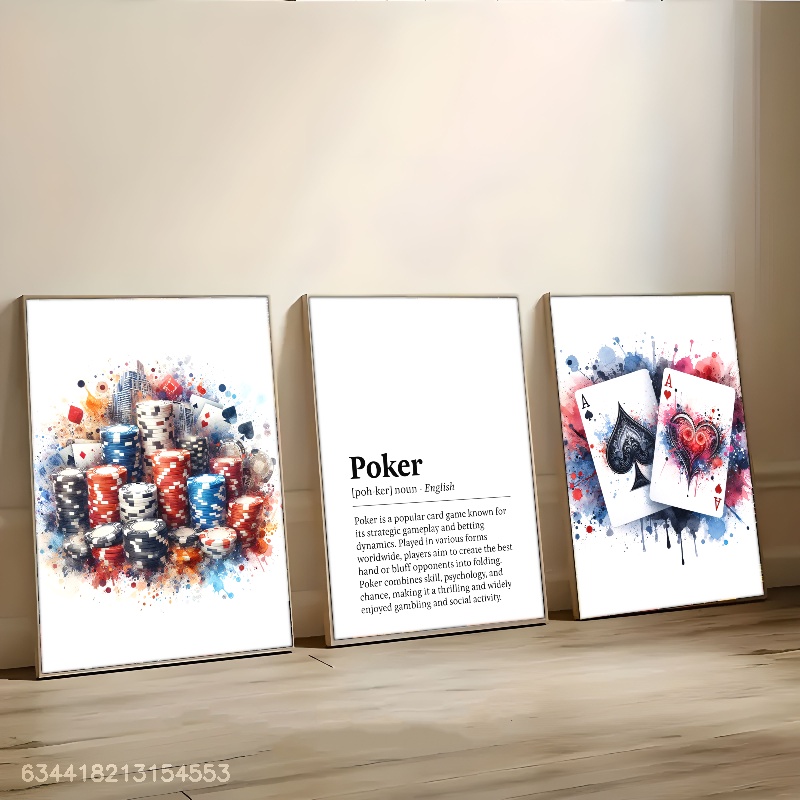 Poker
[poh·ker] noun · English
Poker is a popular card game known for
its strategic gameplay and betting
dynamics. Played in various forms
worldwide, players aim to create the best
hand or bluff opponents into folding.
Poker combines skill, psychology, and
chance, making it a thrilling and widely
enjoyed gambling and social activity.
A
A
A
634418213154553